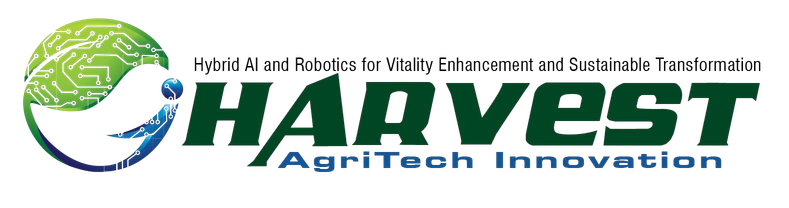 Hybrid AI and Robotics for Vitality Enhancement and Sustainable Transformation
HARVEST
AgriTech Innovation